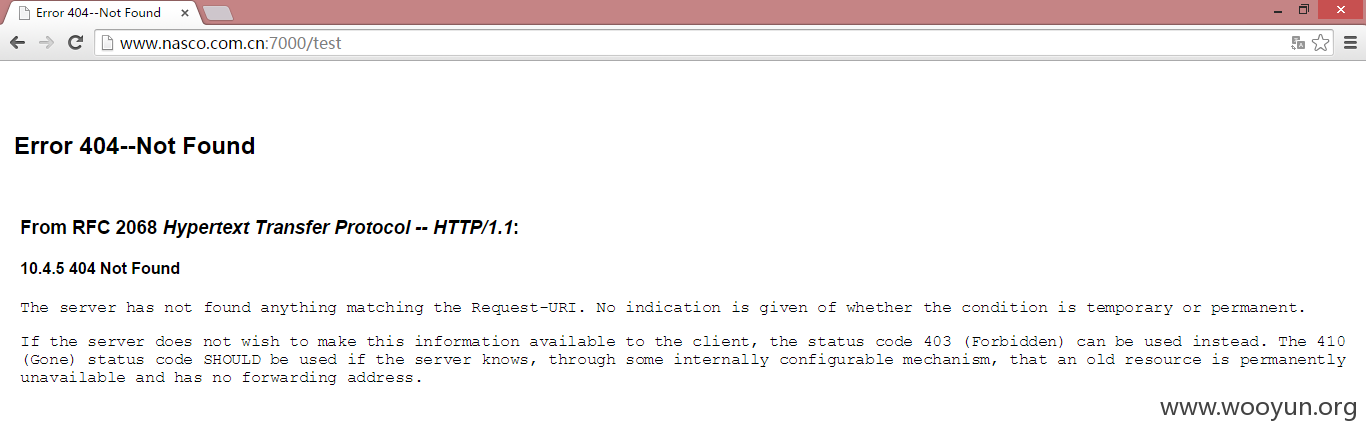 Error 404--Not Found
www.nasco.com.cn:7000/test
Error 404--Not Found
From RFC 2068 Hypertext Transfer Protocol -- HTTP/1.1:
10.4.5 404 Not Found
The server has not found anything matching the Request-URI. No indication is given of whether the condition is temporary or permanent.
If the server does not wish to make this information available to the client, the status code 403 (Forbidden) can be used instead. The 410
(Gone) status code SHOULD be used if the server knows, through some internally configurable mechanism, that an old resource is permanently
unavailable and has no forwarding address.
www.wooyun.org